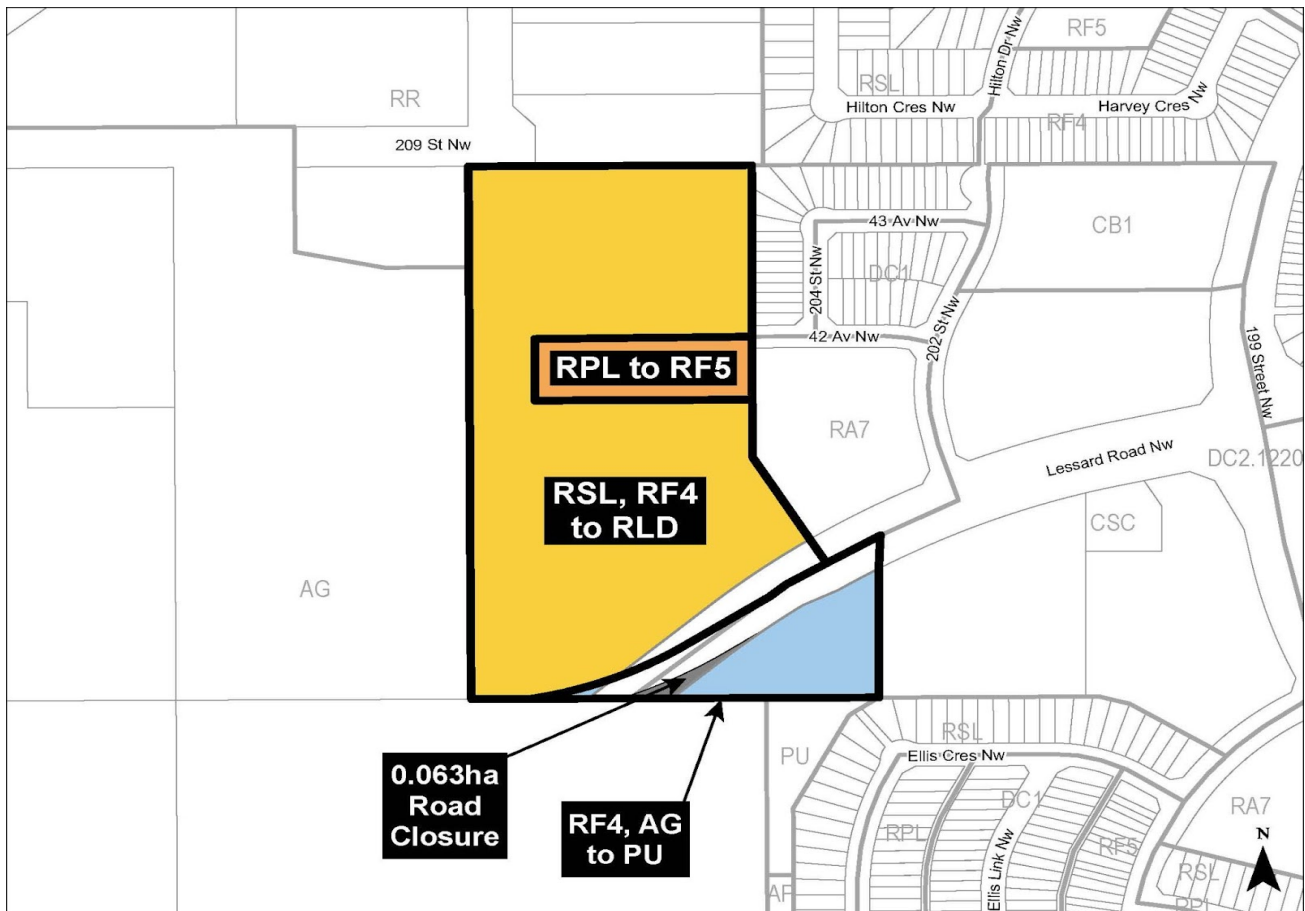 RF5
RR
RSL
Hilton Dr Nw
Hilton Cres Nw
Harvey Cres Nw
RF4
209 St Nw
43 Av Nw
CB1
204 St Nw
DC1
202 St Nw
42 Av Nw
199 Street Nw
RPL to RF5
RA7
Lessard Road Nw
DC2.1220
RSL, RF4
to RLD
CSC
AG
RSL
PU
Ellis Cres Nw
0.063ha
Road
Closure
RF4, AG
to PU
DC1
RA7
RPL
RF5
N
Ellis Link Nw
RSL
AF
RPL